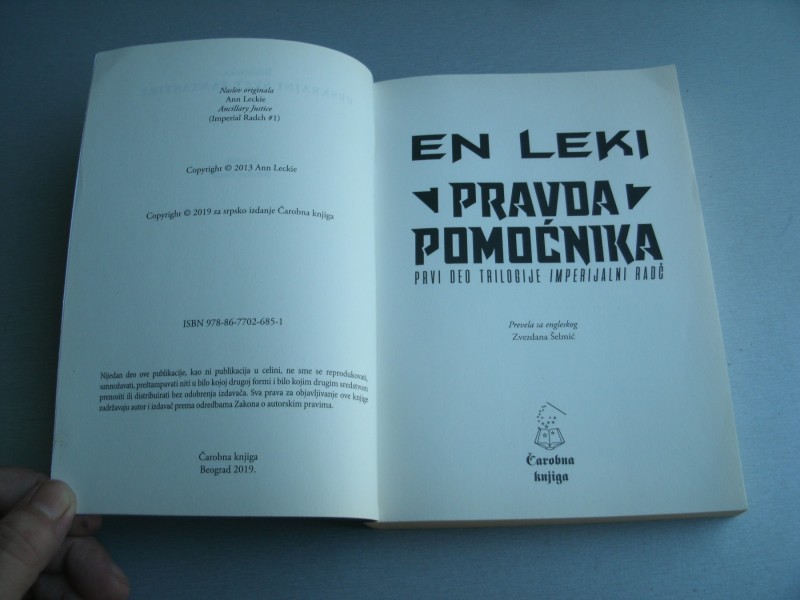 Naslov originala
Ann Leckie
Ancillary Justice
(Imperial Radch #1)
Copyright © 2013 Ann Leckie
Copyright © 2019 za srpsko izdanje Čarobna knjiga
ISBN 978-86-7702-685-1
Nijedan deo ove publikacije, kao ni publikacija u celini, ne sme se reprodukovati,
umnožavati, preštampavati niti u bilo kojoj drugoj formi i bilo kojim drugim sredstvom
prenositi ili distribuirati bez odobrenja izdavača. Sva prava za objavljivanje ove knjige
zadržavaju autor i izdavač prema odredbama Zakona o autorskim pravima.
Čarobna knjiga
Beograd 2019.
EN LEKI
PRAVDA
POMOĆNIKA
PRVI DEO TRILOGIJE IMPERIJALNI RADČ
Prevela sa engleskog
Zvezdana Šelmić
Čarobna
knjiga